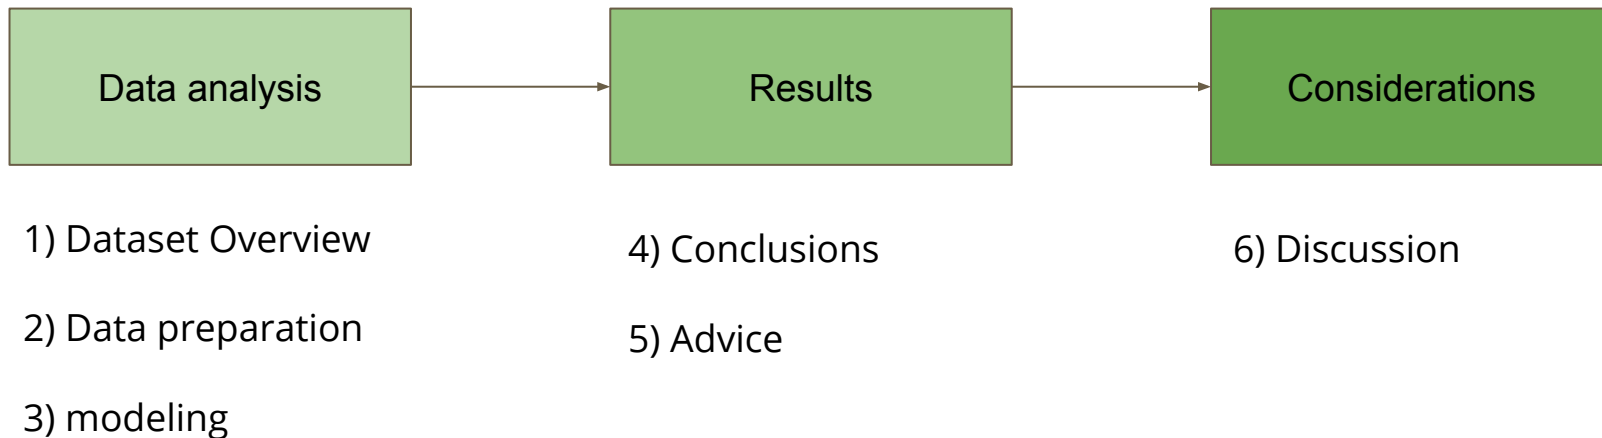 Data analysis
Results
Considerations
1) Dataset Overview
2) Data preparation
3) modeling
4) Conclusions
5) Advice
6) Discussion